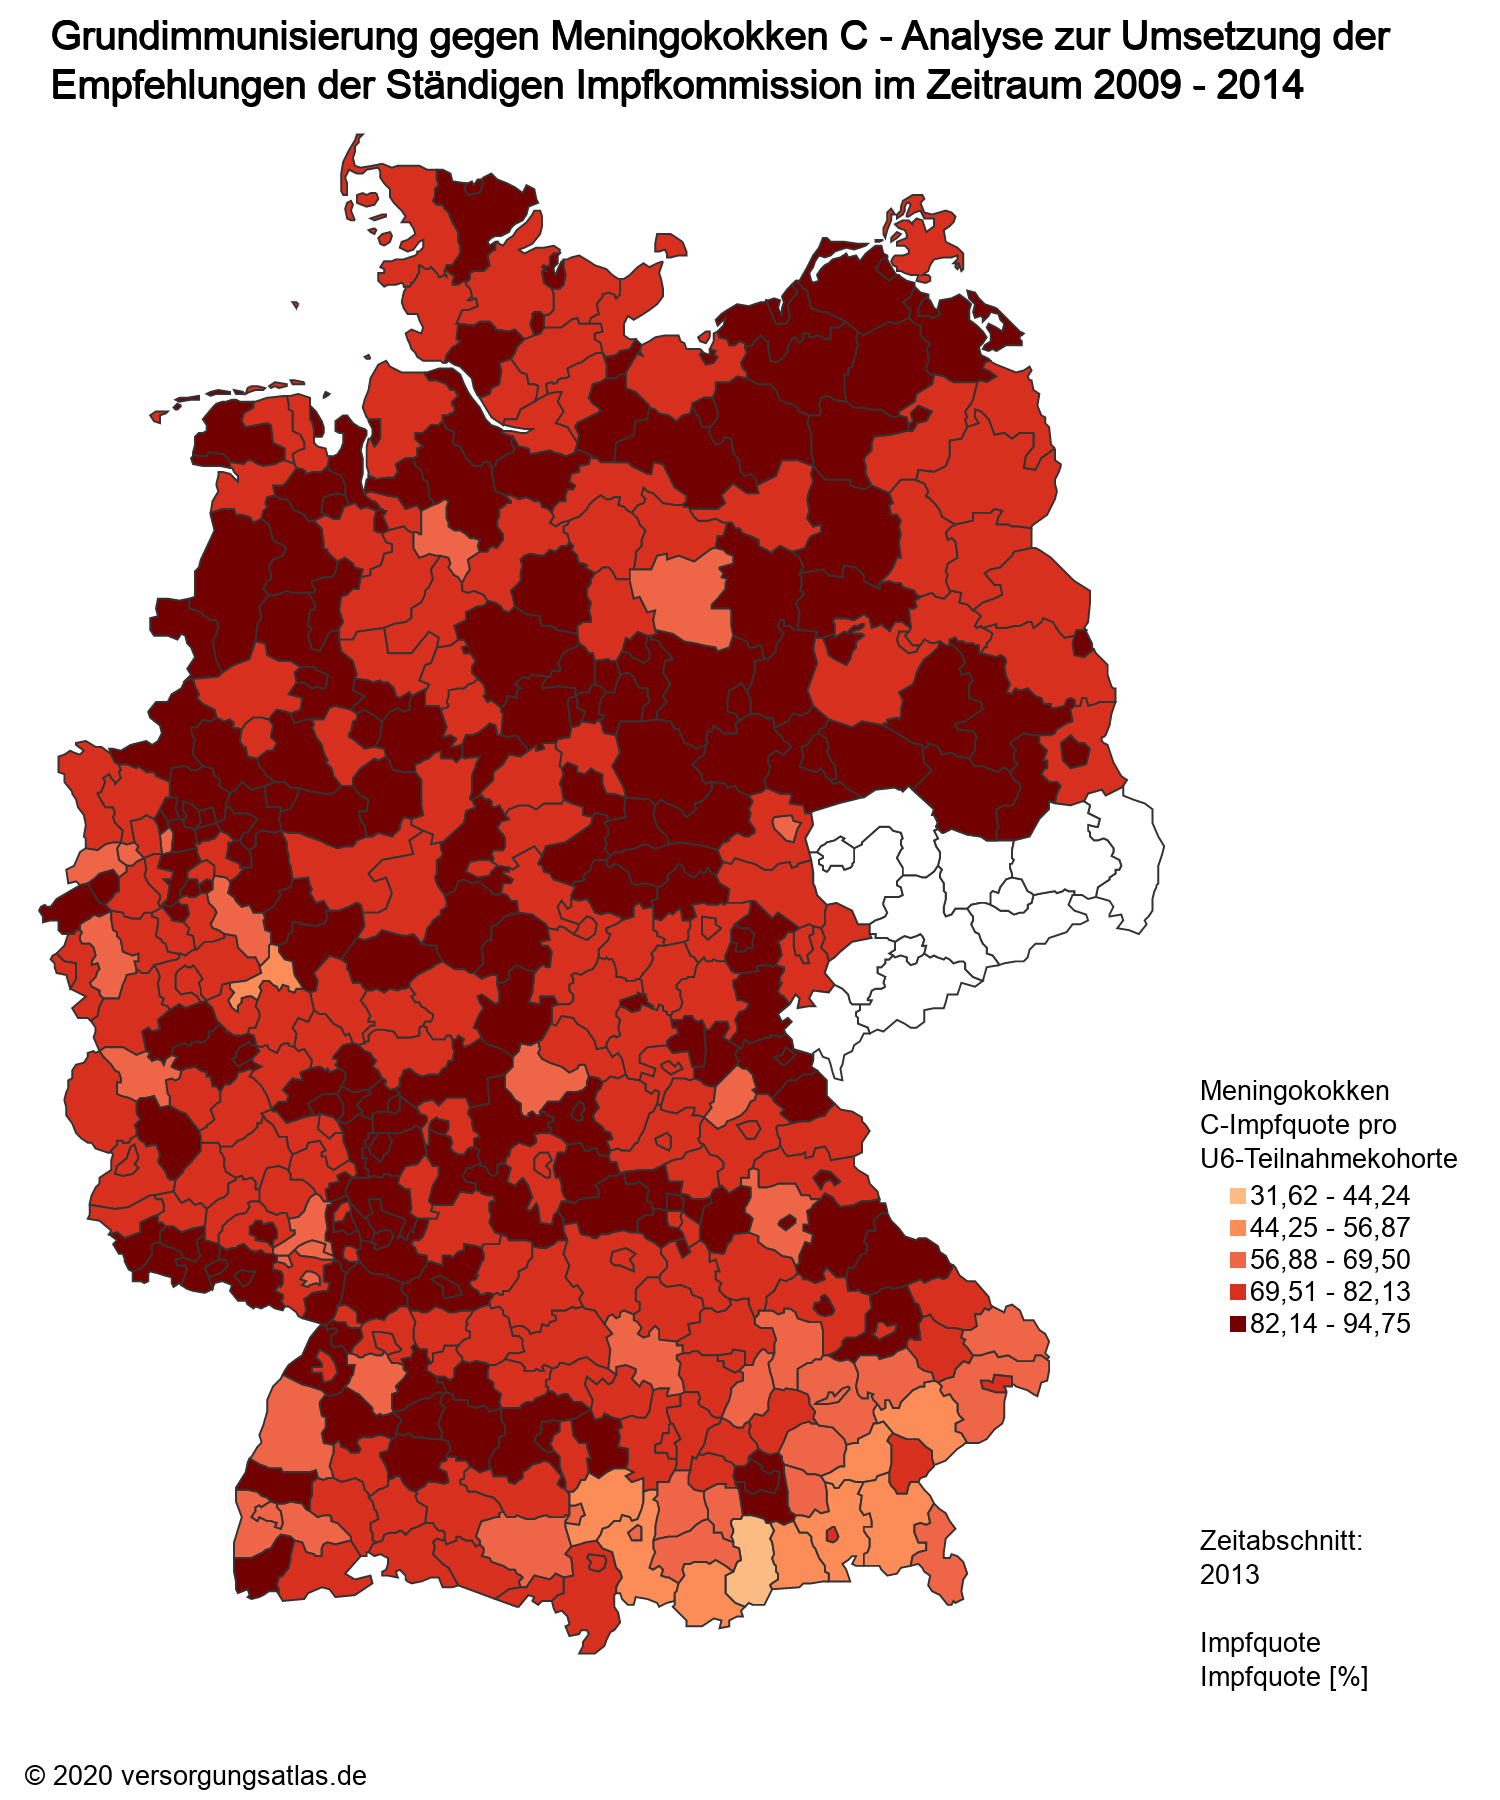 Grundimmunisierung gegen Meningokokken C - Analyse zur Umsetzung der
Empfehlungen der Ständigen Impfkommission im Zeitraum 2009 - 2014
Meningokokken
C-Impfquote pro
U6-Teilnahmekohorte
31,62 - 44,24
44,25 - 56,87
56,88 - 69,50
69,51 - 82,13
82,14 - 94,75
Zeitabschnitt:
2013
Impfquote
Impfquote [%]
© 2020 versorgungsatlas.de